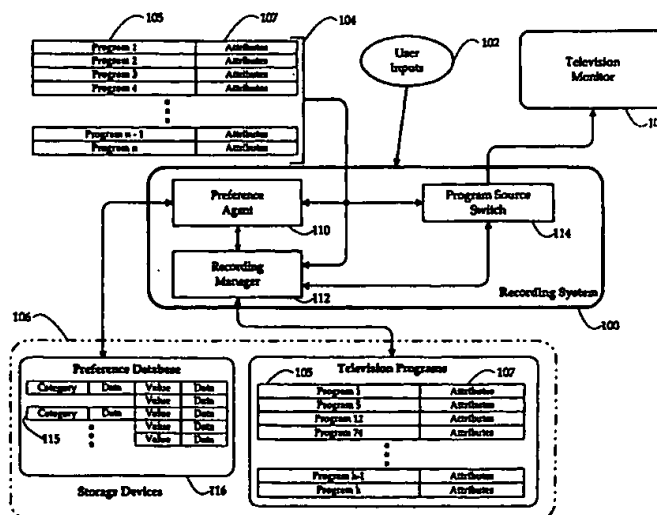 105
107
104
Program 1 Attributes
Program 2 Attributes
Program 3 Attributes
Program 4 Attributes
Program n - 1 Attributes
Program n Attributes
User Inputs
102
Television Monitor
10
Preference Agent
110
Recording Manager
112
Program Source Switch
114
Recording System
103
106
Preference Database
Category Data Value Data
Value Data
Category Data Value Data
Value Data
Value Data
115
116
Storage Devices
Television Programs
105
107
Program 1 Attributes
Program 5 Attributes
Program 12 Attributes
Program 74 Attributes
Program h-1 Attributes
Program h Attributes